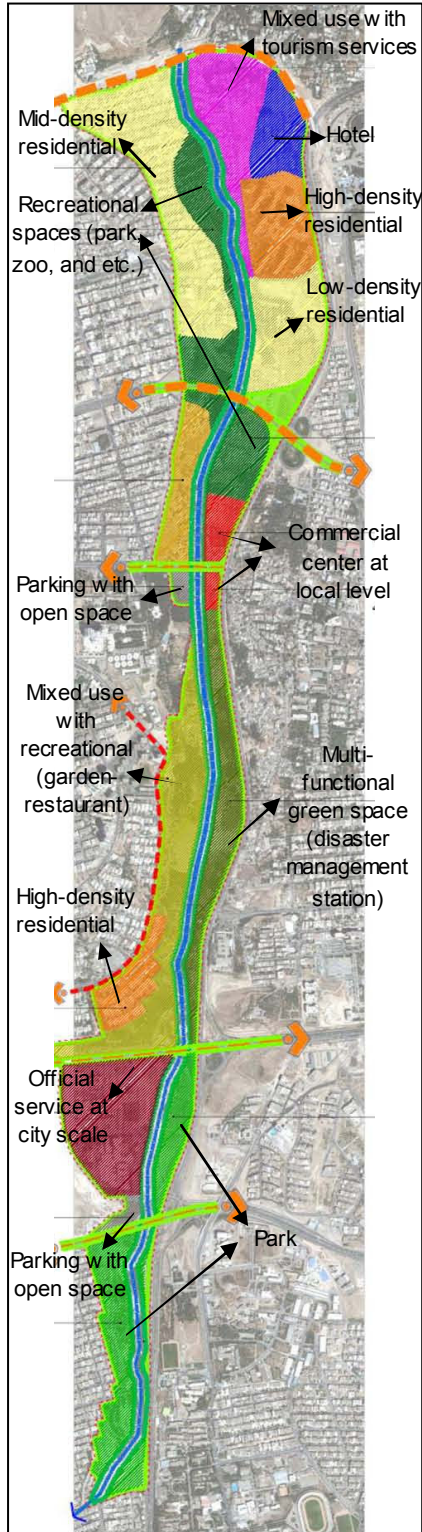 Mixed use with
tourism services
Mid-density
residential
Hotel
Recreational
spaces (park,
zoo, and etc.)
High-density
residential
Low-density
residential
Commercial
center at
local level
Parking with
open space
Mixed use
with
recreational
(garden-
restaurant)
Multi-
functional
green space
(disaster
management
station)
High-density
residential
Official
service at
city scale
Park
Parking with
open space